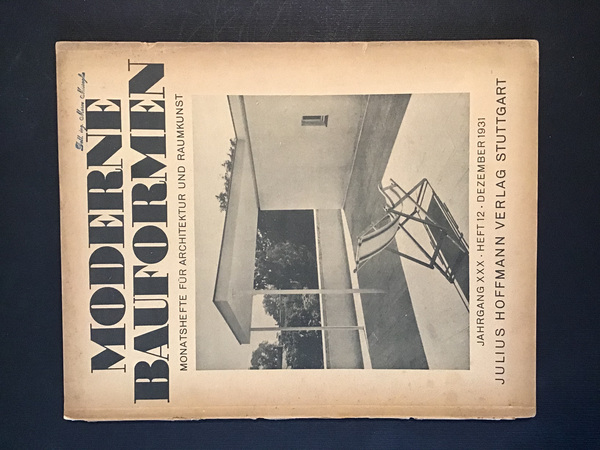 MODERNE
BAUFORMEN
MONATSHEFTE FÜR ARCHITEKTUR UND RAUMKUNST
JAHRGANG XXX · HEFT 12 · DEZEMBER 1931
JULIUS HOFFMANN VERLAG STUTTGART